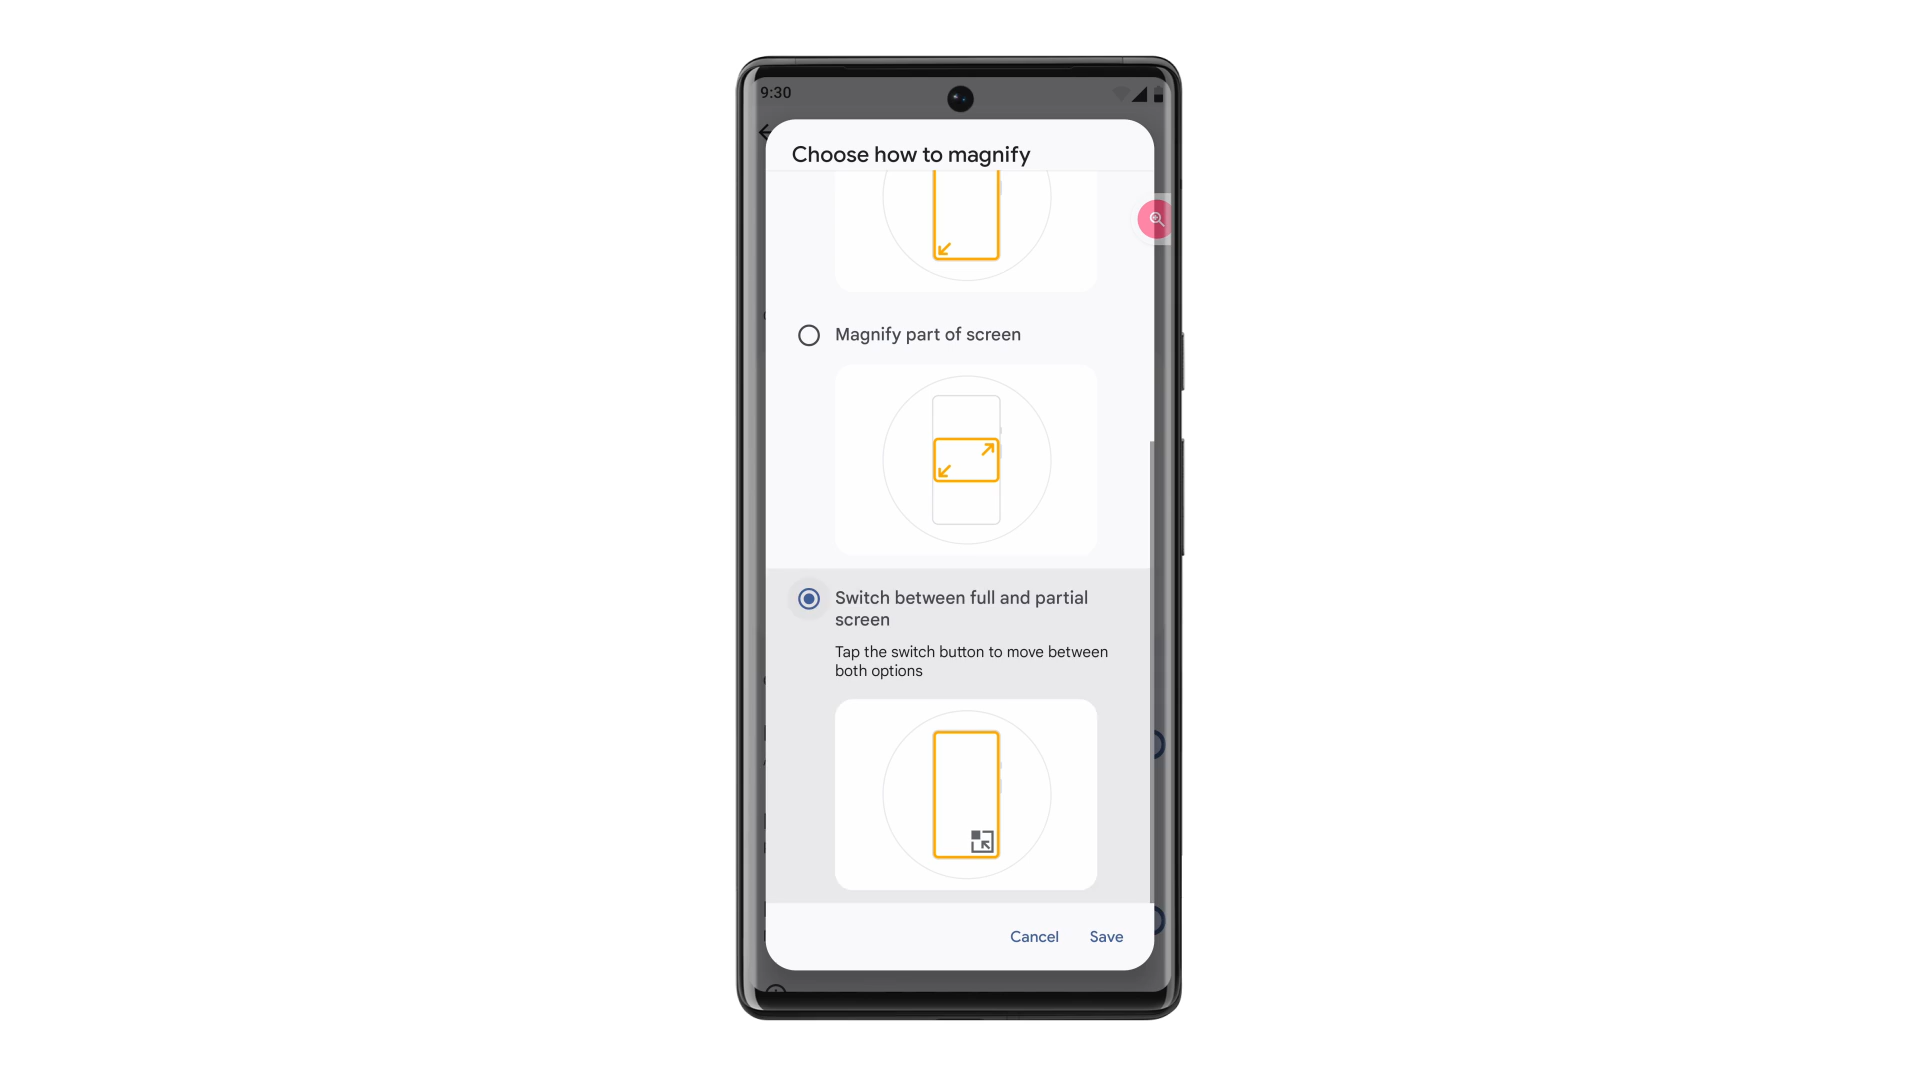 9:30
Choose how to magnify
Magnify part of screen
Switch between full and partial
screen
Tap the switch button to move between
both options
Cancel
Save